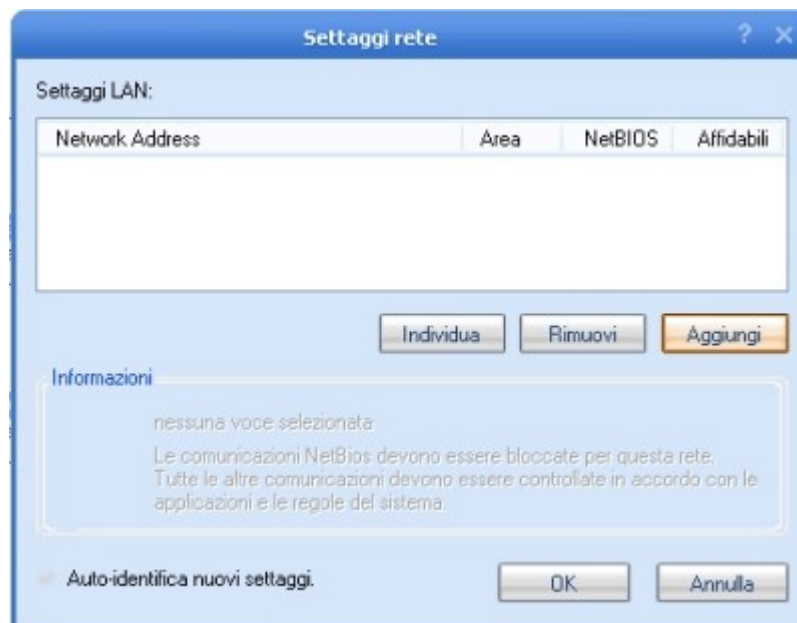 Settaggi rete ? ×
Settaggi LAN:
Network Address Area NetBIOS Affidabili
Individua Rimuovi Aggiungi
Informazioni
nessuna voce selezionata
Le comunicazioni NetBios devono essere bloccate per questa rete.
Tutte le altre comunicazioni devono essere controllate in accordo con le
applicazioni e le regole del sistema.
Auto-identifica nuovi settaggi. OK Annulla